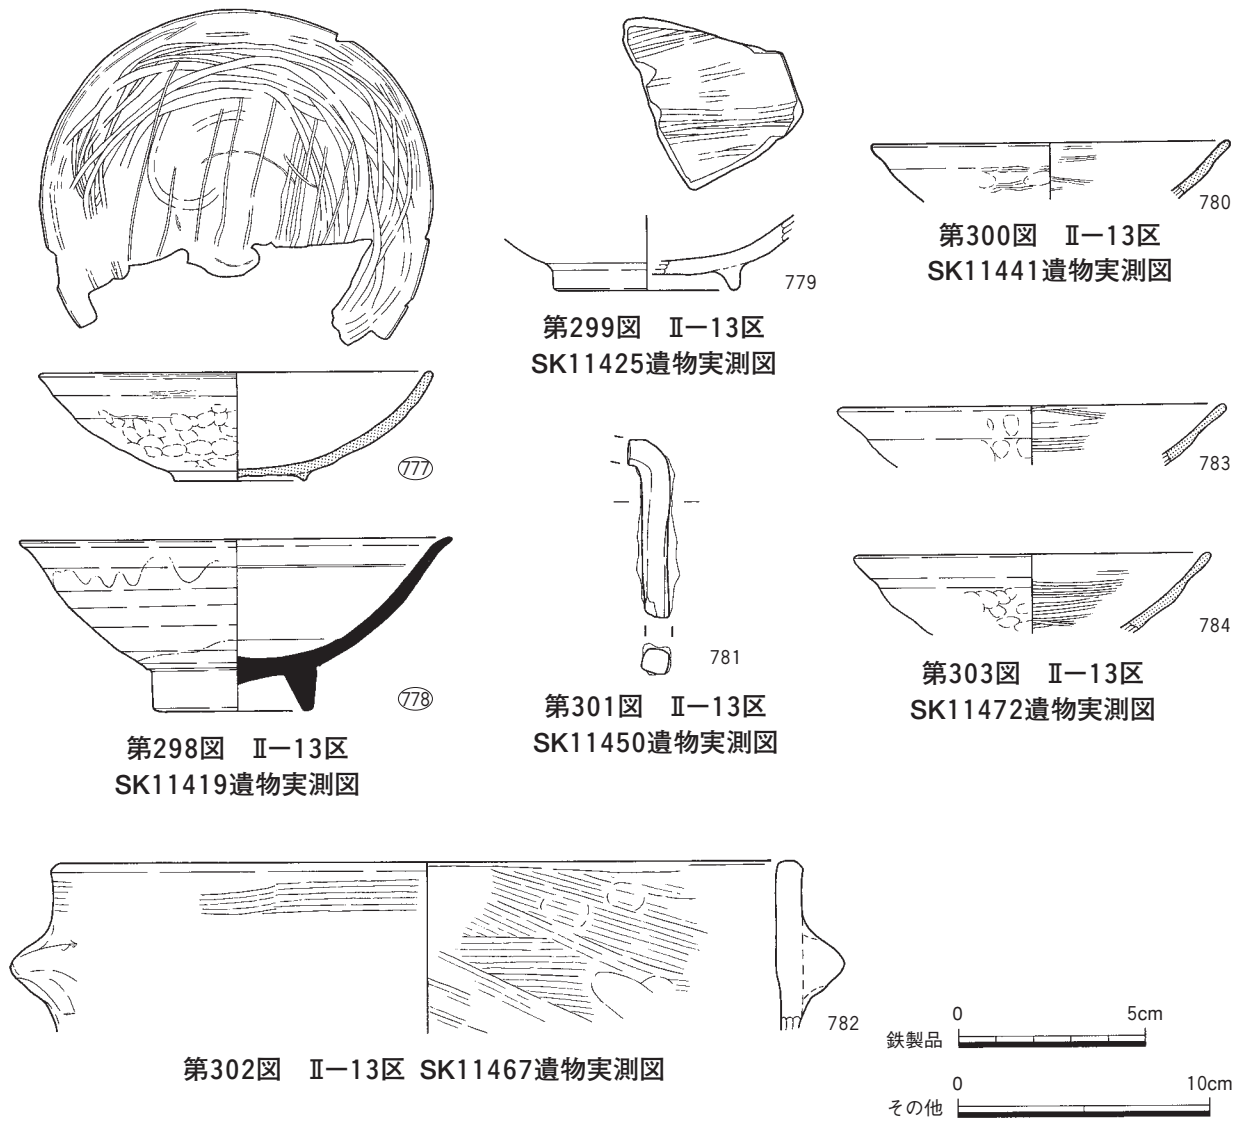 777
778
第298図　Ⅱ－13区
SK11419遺物実測図
779
第299図　Ⅱ－13区
SK11425遺物実測図
780
第300図　Ⅱ－13区
SK11441遺物実測図
781
第301図　Ⅱ－13区
SK11450遺物実測図
783
784
第303図　Ⅱ－13区
SK11472遺物実測図
782
第302図　Ⅱ－13区 SK11467遺物実測図
0 5cm
鉄製品
0 10cm
その他